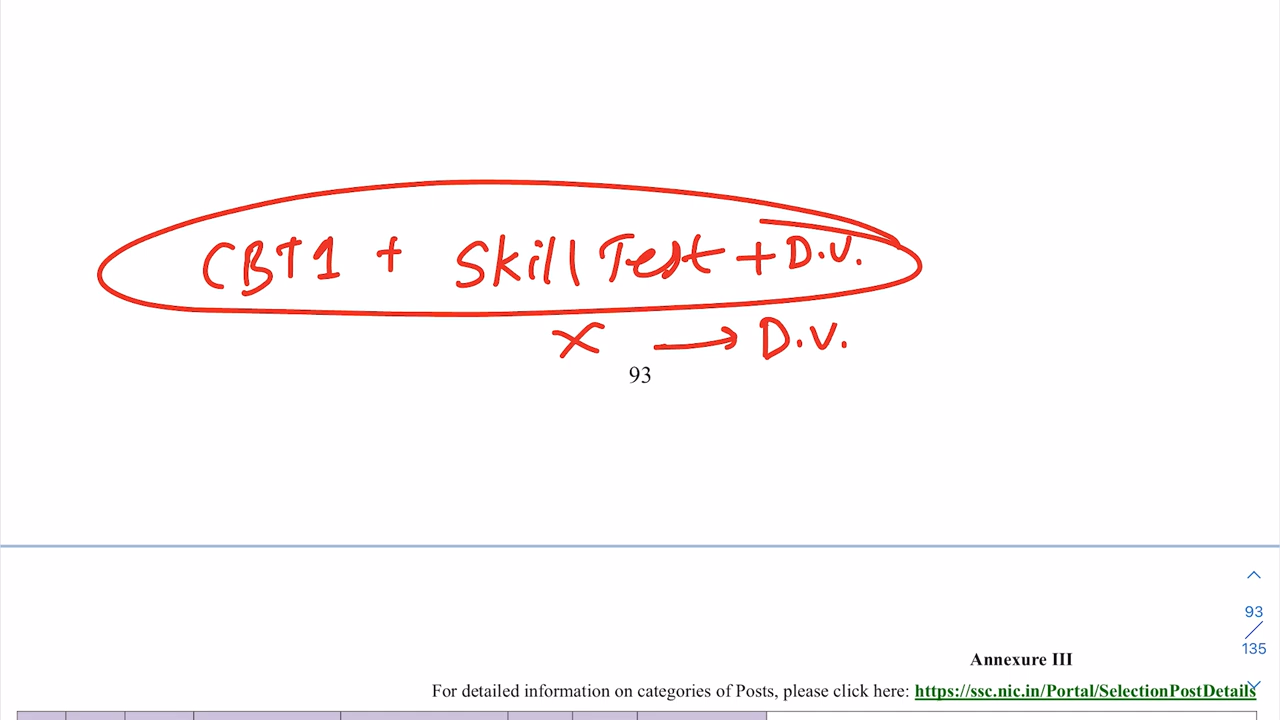 CBT1 + Skill Test + D.V.
X → D.V.
93
93
135
Annexure III
For detailed information on categories of Posts, please click here: https://ssc.nic.in/Portal/SelectionPostDetails